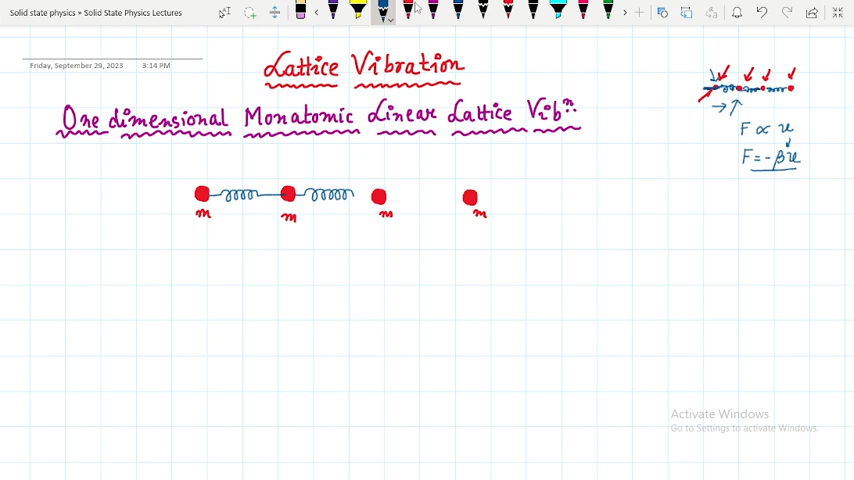 Solid state physics » Solid State Physics Lectures
Friday, September 29, 2023 3:14 PM
Lattice Vibration
One dimensional Monatomic Linear Lattice Vibⁿ.
F ∝ x
F = -βx
m m m m
Activate Windows
Go to Settings to activate Windows.